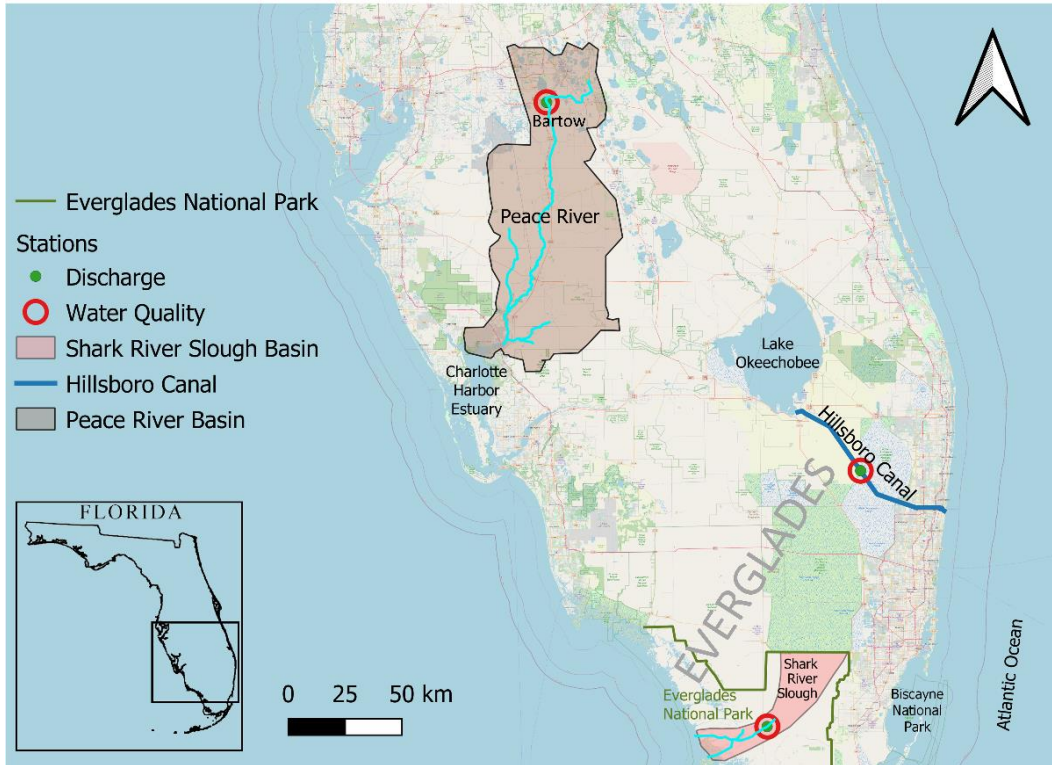 Bartow
Peace River
Everglades National Park
Stations
Discharge
Water Quality
Shark River Slough Basin
Hillsboro Canal
Peace River Basin
Charlotte
Harbor
Estuary
Lake
Okeechobee
Hillsboro Canal
EVERGLADES
FLORIDA
0 25 50 km
Everglades
National Park
Shark
River
Slough
Biscayne
National
Park
Atlantic Ocean